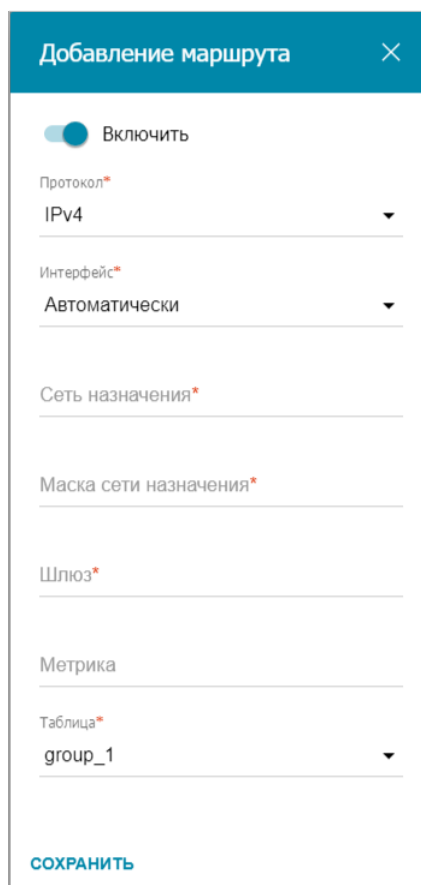 Добавление маршрута
Включить
Протокол*
IPv4
Интерфейс*
Автоматически
Сеть назначения*
Маска сети назначения*
Шлюз*
Метрика
Таблица*
group_1
СОХРАНИТЬ